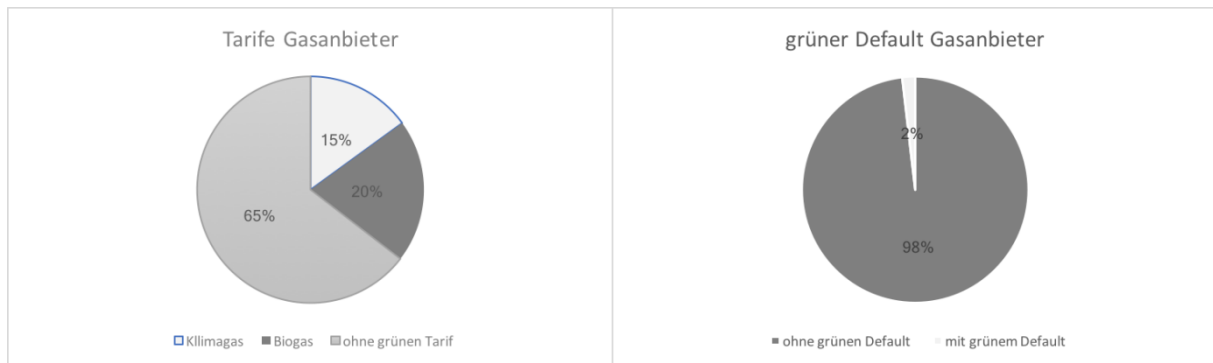 Tarife Gasanbieter
15%
20%
65%
Kllimagas Biogas ohne grünen Tarif
grüner Default Gasanbieter
2%
98%
ohne grünen Default mit grünem Default